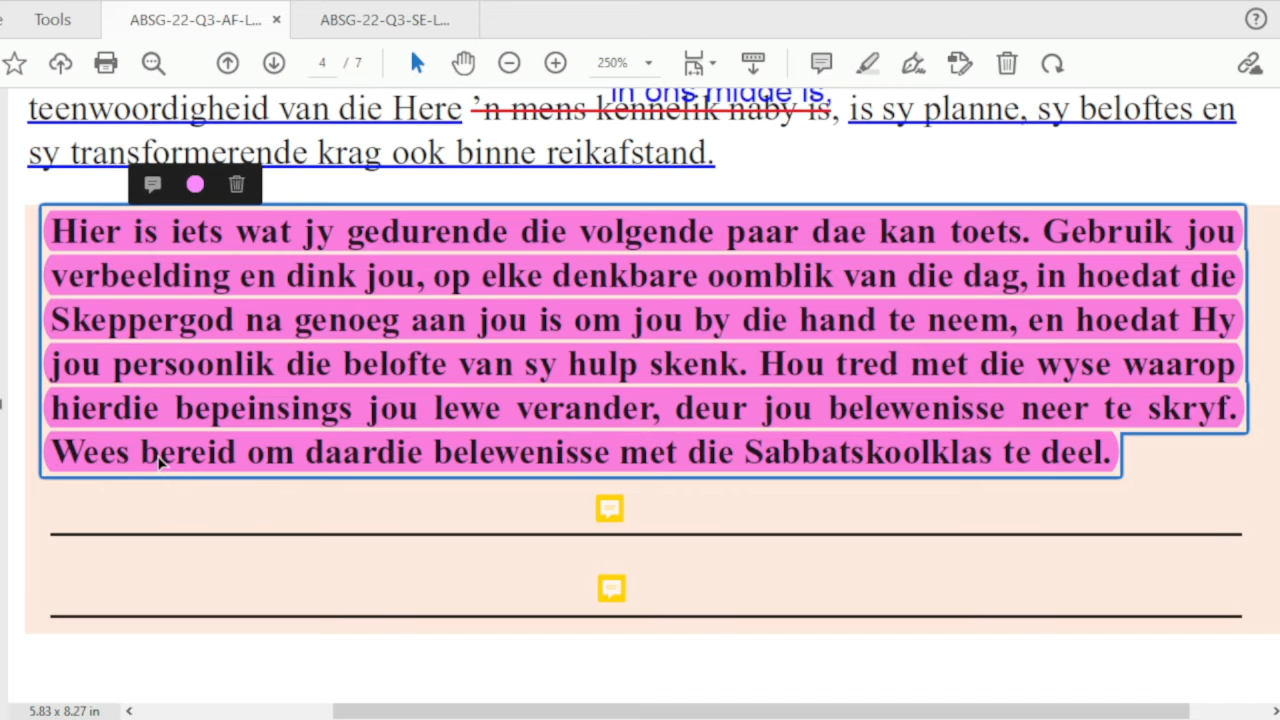 Tools
ABSG-22-Q3-AF-L...
ABSG-22-Q3-SE-L...
4 / 7
250%
in ons midde is,
teenwoordigheid van die Here ’n mens kennelik naby is, is sy planne, sy beloftes en
sy transformerende krag ook binne reikafstand.
Hier is iets wat jy gedurende die volgende paar dae kan toets. Gebruik jou
verbeelding en dink jou, op elke denkbare oomblik van die dag, in hoedat die
Skeppergod na genoeg aan jou is om jou by die hand te neem, en hoedat Hy
jou persoonlik die belofte van sy hulp skenk. Hou tred met die wyse waarop
hierdie bepeinsings jou lewe verander, deur jou belewenisse neer te skryf.
Wees bereid om daardie belewenisse met die Sabbatskoolklas te deel.
5.83 x 8.27 in